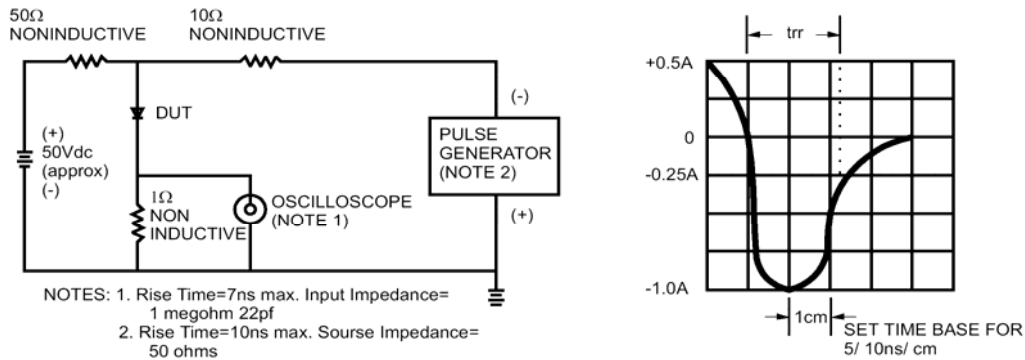 50Ω
NONINDUCTIVE
10Ω
NONINDUCTIVE
DUT
(+)
50Vdc
(approx)
(-)
1Ω
NON
INDUCTIVE
OSCILLOSCOPE
(NOTE 1)
(-)
PULSE
GENERATOR
(NOTE 2)
(+)
NOTES: 1. Rise Time=7ns max. Input Impedance=
1 megohm 22pf
2. Rise Time=10ns max. Sourse Impedance=
50 ohms
trr
+0.5A
0
-0.25A
-1.0A
1cm
SET TIME BASE FOR
5/ 10ns/ cm